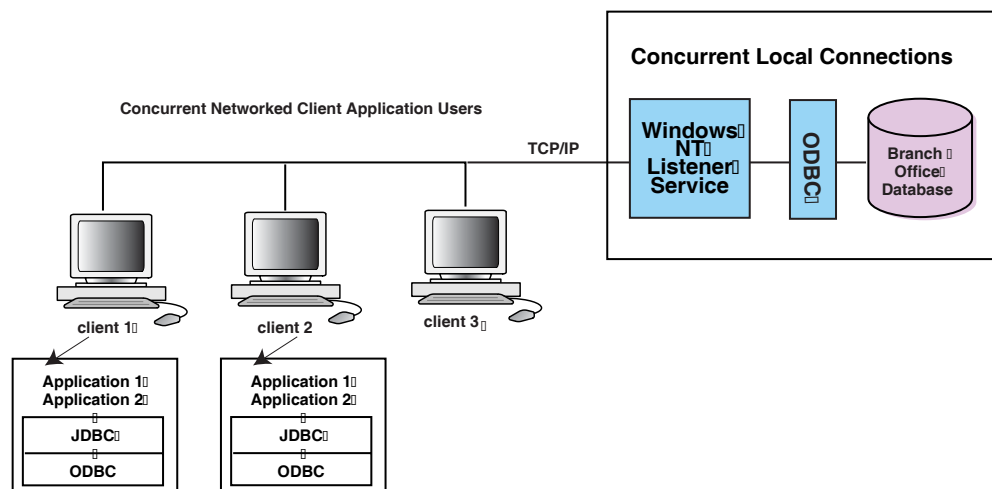 Concurrent Local Connections
Concurrent Networked Client Application Users
TCP/IP
Windows
NT
Listener
Service
ODBC
Branch
Office
Database
client 1
client 2
client 3
Application 1
Application 2
JDBC
ODBC
Application 1
Application 2
JDBC
ODBC